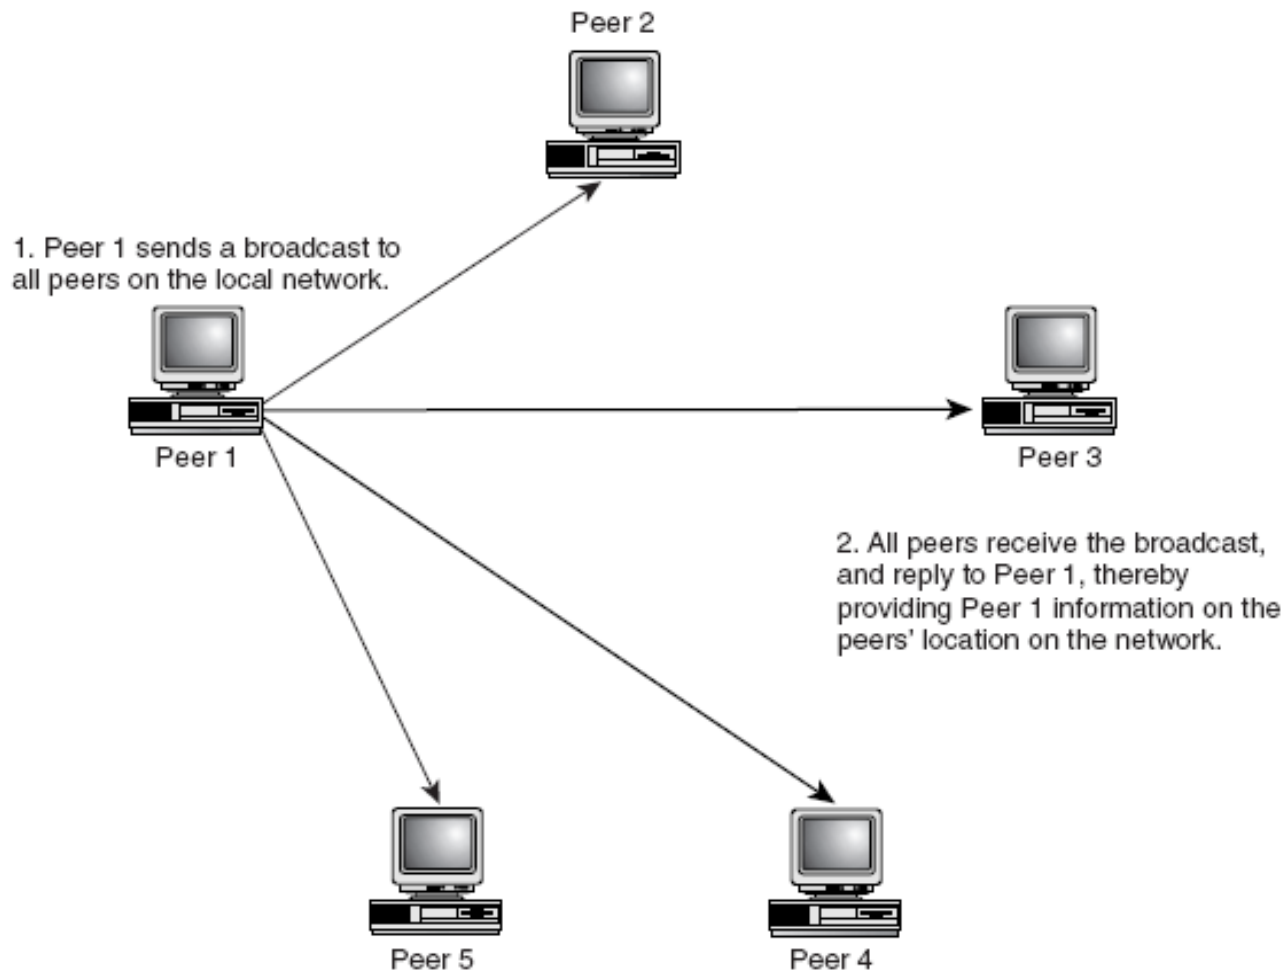 Peer 2
1. Peer 1 sends a broadcast to
all peers on the local network.
Peer 1
Peer 3
2. All peers receive the broadcast,
and reply to Peer 1, thereby
providing Peer 1 information on the
peers’ location on the network.
Peer 5
Peer 4